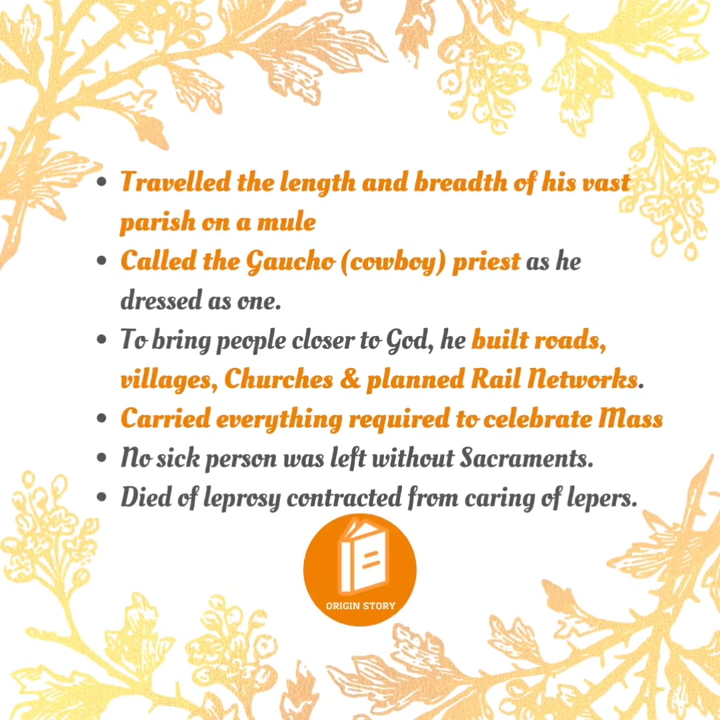 • Travelled the length and breadth of his vast
parish on a mule
• Called the Gaucho (cowboy) priest as he
dressed as one.
• To bring people closer to God, he built roads,
villages, Churches & planned Rail Networks.
• Carried everything required to celebrate Mass
• No sick person was left without Sacraments.
• Died of leprosy contracted from caring of lepers.
ORIGIN STORY